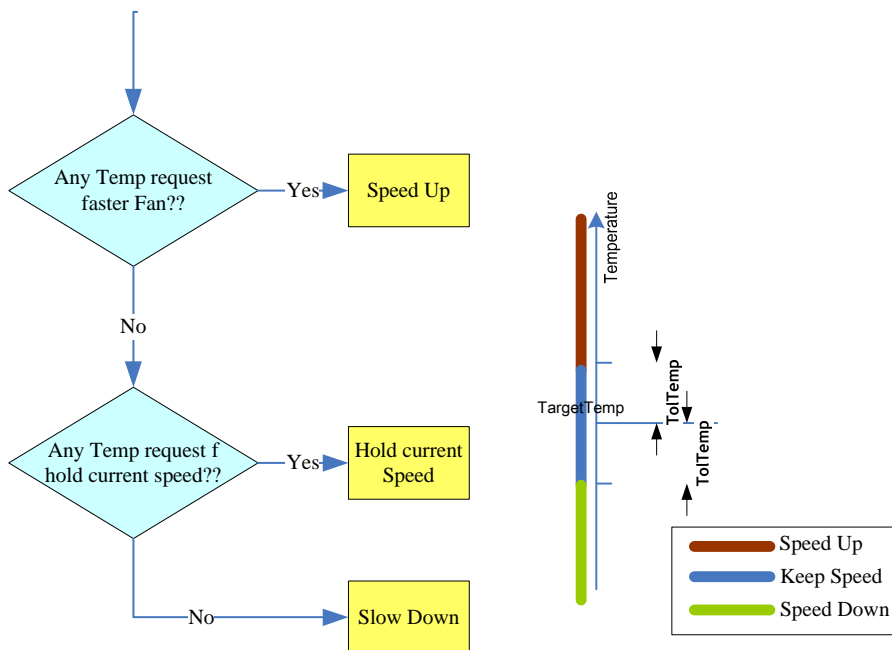 Any Temp request
faster Fan??
Yes
Speed Up
No
Any Temp request f
hold current speed??
Yes
Hold current
Speed
No
Slow Down
Temperature
TargetTemp
TolTemp
TolTemp
Speed Up
Keep Speed
Speed Down